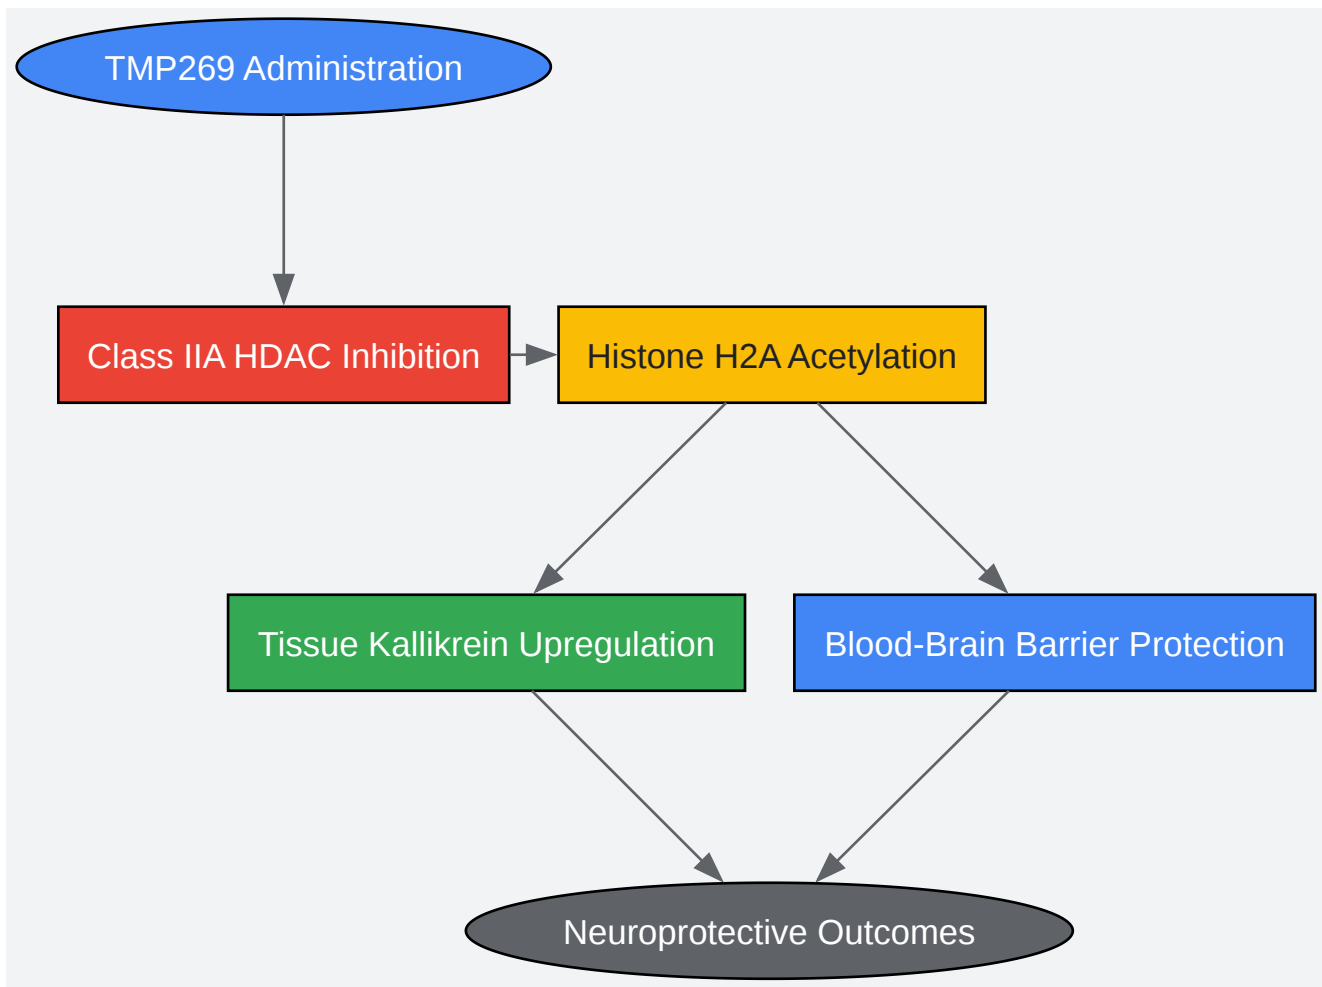 TMP269 Administration
Class IIA HDAC Inhibition
Histone H2A Acetylation
Tissue Kallikrein Upregulation
Blood-Brain Barrier Protection
Neuroprotective Outcomes